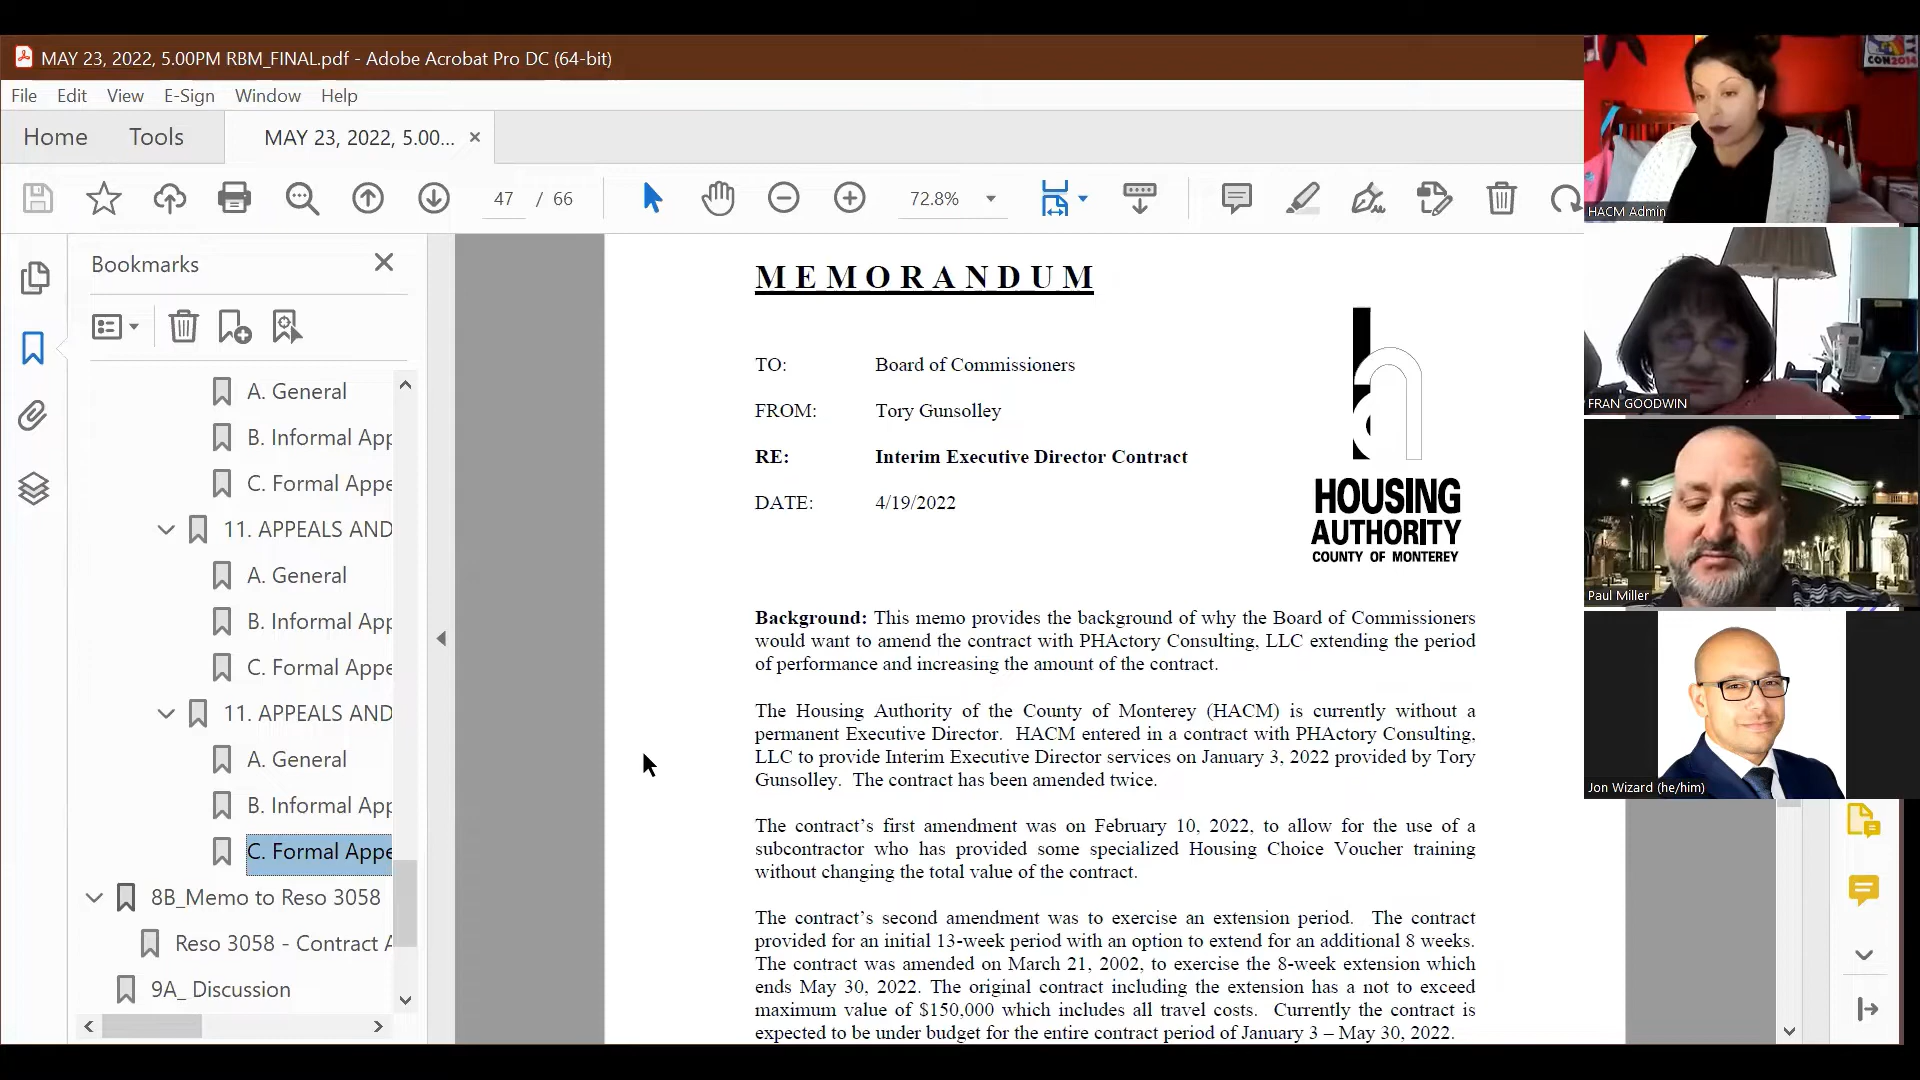 MAY 23, 2022, 5.00PM RBM_FINAL.pdf - Adobe Acrobat Pro DC (64-bit)
File Edit View E-Sign Window Help
Home Tools MAY 23, 2022, 5.00...
47 / 66 72.8%
Bookmarks
A. General
B. Informal App
C. Formal Appe
11. APPEALS AND
A. General
B. Informal App
C. Formal Appe
11. APPEALS AND
A. General
B. Informal App
C. Formal Appe
8B_Memo to Reso 3058
Reso 3058 - Contract A
9A_ Discussion
MEMORANDUM
TO: Board of Commissioners
FROM: Tory Gunsolley
RE: Interim Executive Director Contract
DATE: 4/19/2022
HOUSING
AUTHORITY
COUNTY OF MONTEREY
Background: This memo provides the background of why the Board of Commissioners
would want to amend the contract with PHActory Consulting, LLC extending the period
of performance and increasing the amount of the contract.
The Housing Authority of the County of Monterey (HACM) is currently without a
permanent Executive Director. HACM entered in a contract with PHActory Consulting,
LLC to provide Interim Executive Director services on January 3, 2022 provided by Tory
Gunsolley. The contract has been amended twice.
The contract's first amendment was on February 10, 2022, to allow for the use of a
subcontractor who has provided some specialized Housing Choice Voucher training
without changing the total value of the contract.
The contract's second amendment was to exercise an extension period. The contract
provided for an initial 13-week period with an option to extend for an additional 8 weeks.
The contract was amended on March 21, 2002, to exercise the 8-week extension which
ends May 30, 2022. The original contract including the extension has a not to exceed
maximum value of $150,000 which includes all travel costs. Currently the contract is
expected to be under budget for the entire contract period of January 3 – May 30, 2022.
CON2014
HACM Admin
FRAN GOODWIN
Paul Miller
Jon Wizard (he/him)